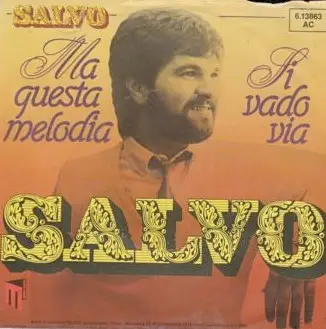 SALVO
6.13863
AC
Ma
questa
melodia
Si
vado
via
SALVO